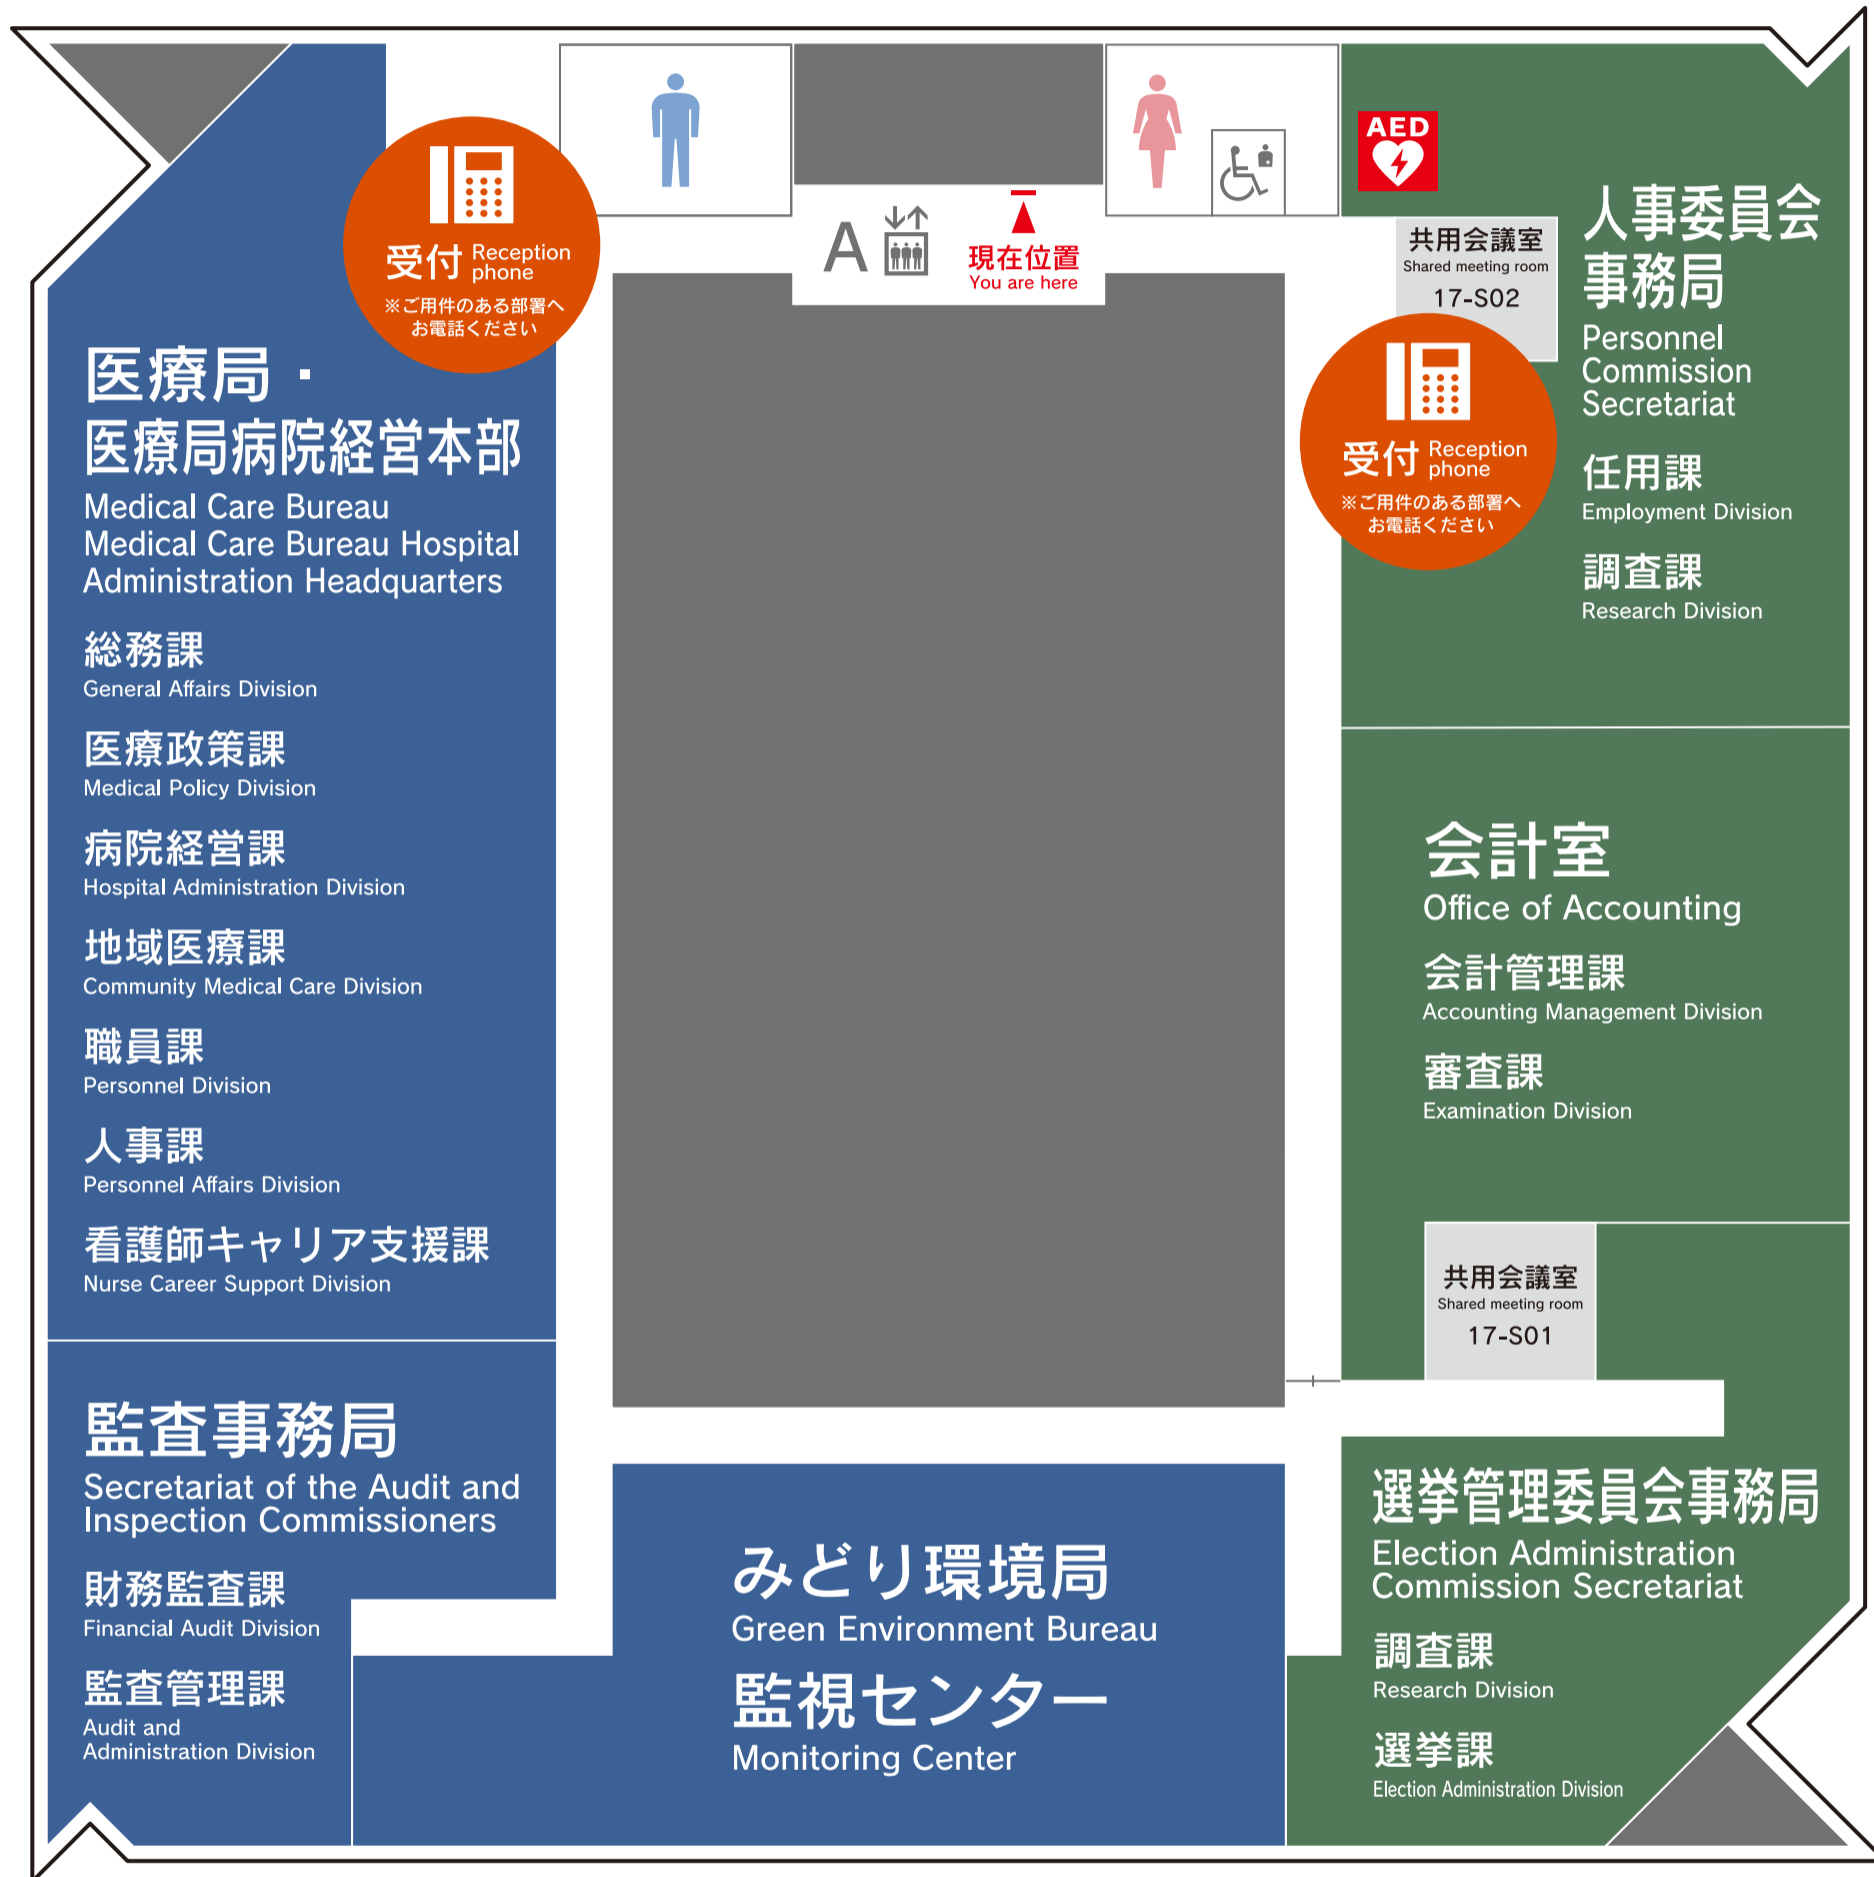 受付 Reception
phone
※ご用件のある部署へ
お電話ください
A
現在位置
You are here
AED
共用会議室
Shared meeting room
17-S02
人事委員会
事務局
Personnel
Commission
Secretariat
任用課
Employment Division
調査課
Research Division
受付 Reception
phone
※ご用件のある部署へ
お電話ください
医療局・
医療局病院経営本部
Medical Care Bureau
Medical Care Bureau Hospital
Administration Headquarters
総務課
General Affairs Division
医療政策課
Medical Policy Division
病院経営課
Hospital Administration Division
地域医療課
Community Medical Care Division
職員課
Personnel Division
人事課
Personnel Affairs Division
看護師キャリア支援課
Nurse Career Support Division
会計室
Office of Accounting
会計管理課
Accounting Management Division
審査課
Examination Division
共用会議室
Shared meeting room
17-S01
監査事務局
Secretariat of the Audit and
Inspection Commissioners
財務監査課
Financial Audit Division
監査管理課
Audit and
Administration Division
みどり環境局
Green Environment Bureau
監視センター
Monitoring Center
選挙管理委員会事務局
Election Administration
Commission Secretariat
調査課
Research Division
選挙課
Election Administration Division